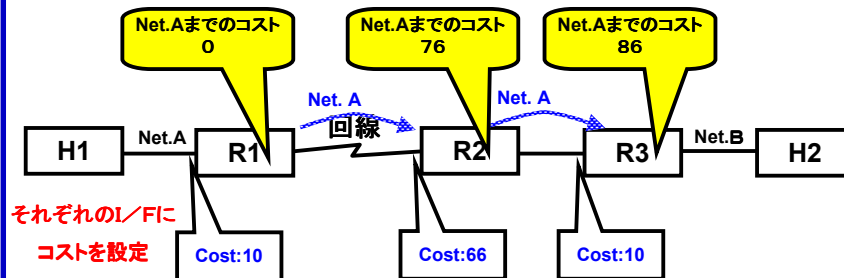 Net.Aまでのコスト
0
Net.Aまでのコスト
76
Net.Aまでのコスト
86
Net. A
Net. A
回線
H1
Net.A
R1
R2
R3
Net.B
H2
それぞれのI/Fに
コストを設定
Cost:10
Cost:66
Cost:10